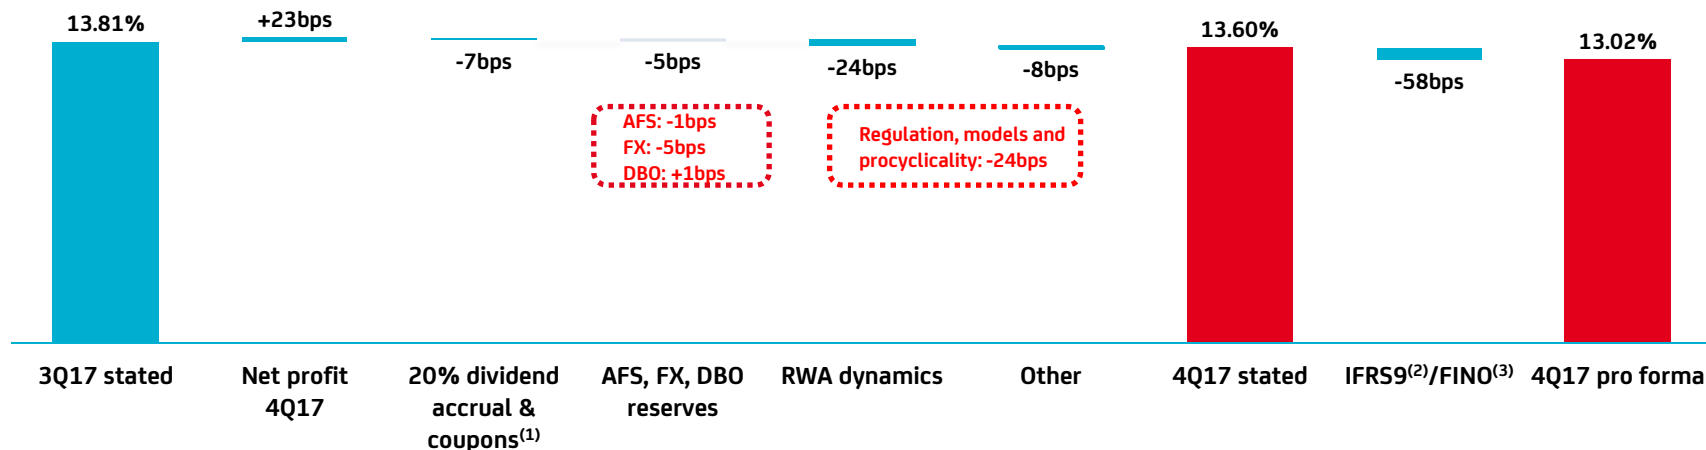 13.81%
+23bps
-7bps
-5bps
-24bps
-8bps
13.60%
-58bps
13.02%
AFS: -1bps
FX: -5bps
DBO: +1bps
Regulation, models and
procyclicality: -24bps
3Q17 stated
Net profit
4Q17
20% dividend
accrual &
coupons(1)
AFS, FX, DBO
reserves
RWA dynamics
Other
4Q17 stated
IFRS9(2)/FINO(3)
4Q17 pro forma